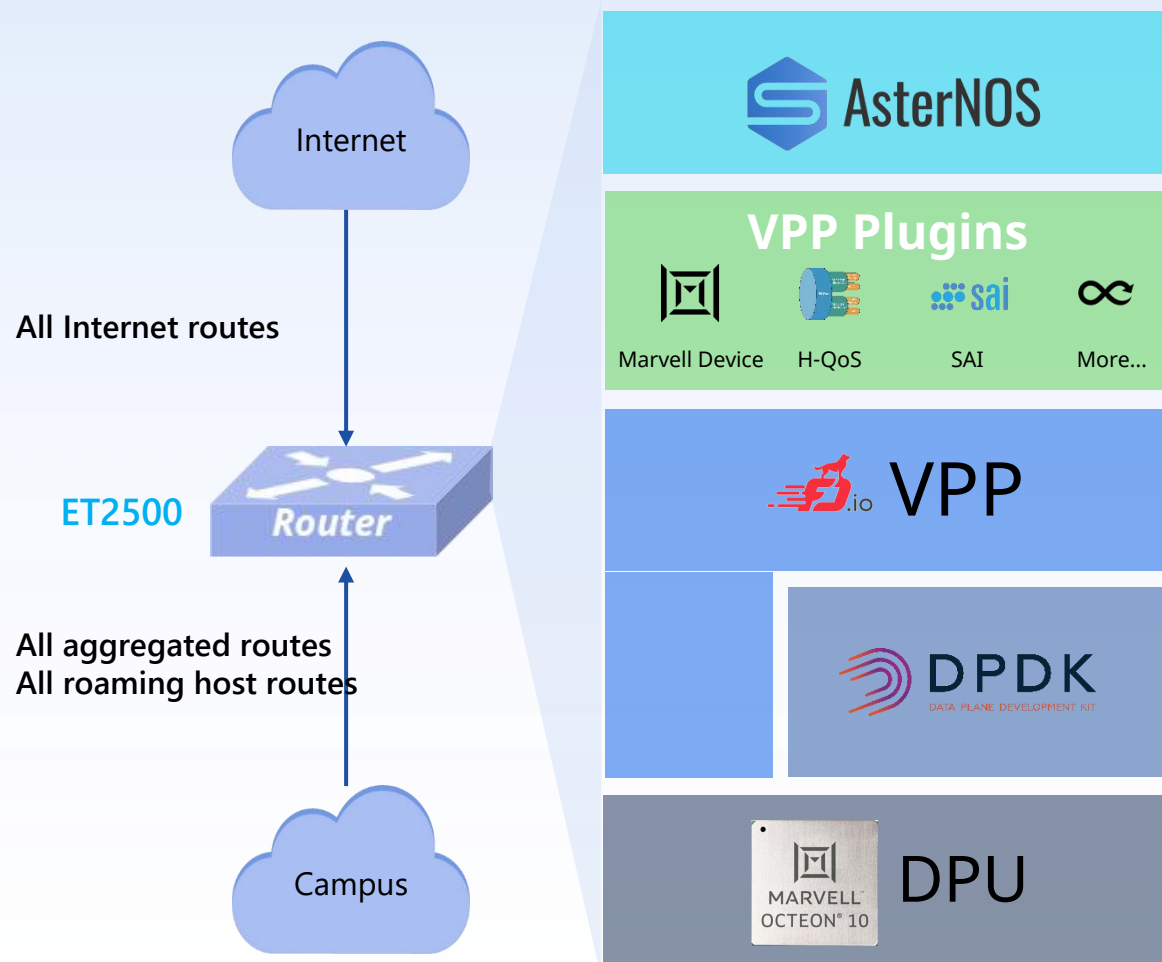 Internet
All Internet routes
ET2500
Router
All aggregated routes
All roaming host routes
Campus
AsterNOS
VPP Plugins
sai
Marvell Device
H-QoS
SAI
More...
.io VPP
DPDK
DATA PLANE DEVELOPMENT KIT
MARVELL
OCTEON® 10
DPU